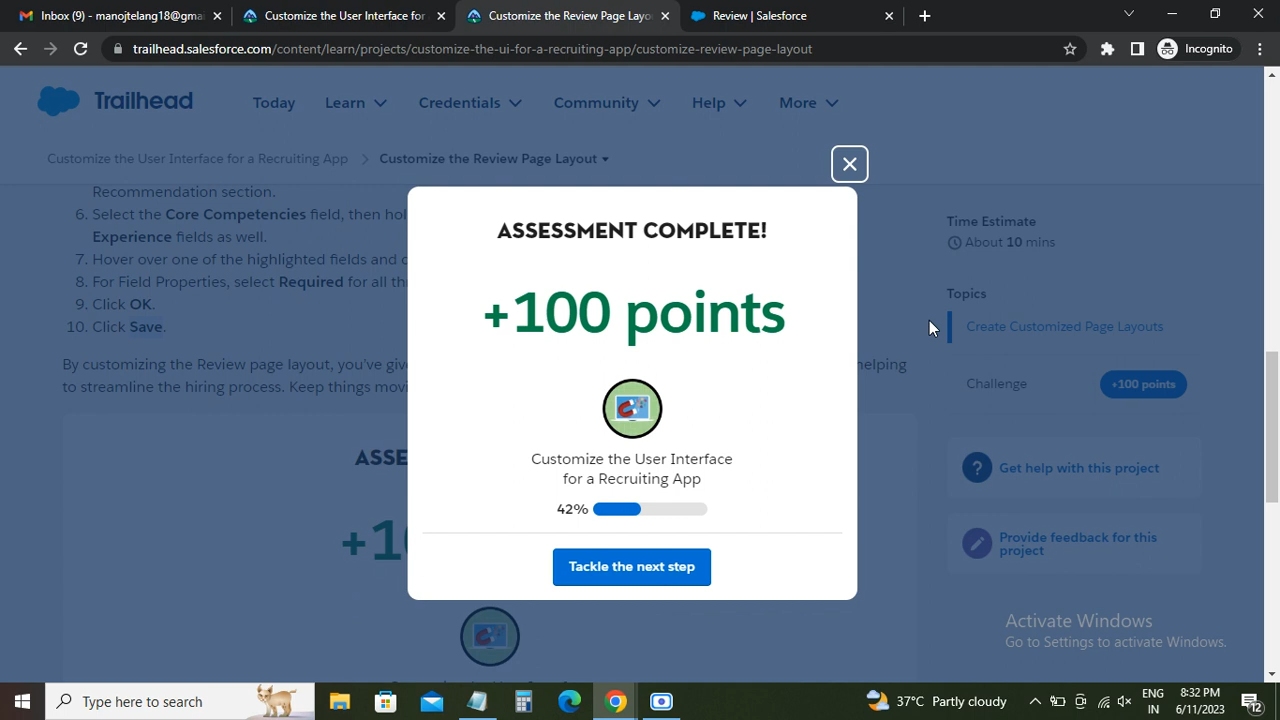 Inbox (9) - manojtelang18@gma
Customize the User Interface for
Customize the Review Page Layo
Review | Salesforce
trailhead.salesforce.com/content/learn/projects/customize-the-ui-for-a-recruiting-app/customize-review-page-layout
Incognito
Trailhead
Today
Learn
Credentials
Community
Help
More
Customize the User Interface for a Recruiting App
Customize the Review Page Layout
Recommendation section.
6. Select the Core Competencies field, then hol
Experience fields as well.
7. Hover over one of the highlighted fields and c
8. For Field Properties, select Required for all th
9. Click OK.
10. Click Save.
By customizing the Review page layout, you've giv
helping
to streamline the hiring process. Keep things movi
ASSE
+10
ASSESSMENT COMPLETE!
+100 points
Customize the User Interface
for a Recruiting App
42%
Tackle the next step
Time Estimate
About 10 mins
Topics
Create Customized Page Layouts
Challenge
+100 points
Get help with this project
Provide feedback for this
project
Activate Windows
Go to Settings to activate Windows.
Type here to search
37°C Partly cloudy
ENG
IN
8:32 PM
6/11/2023
12